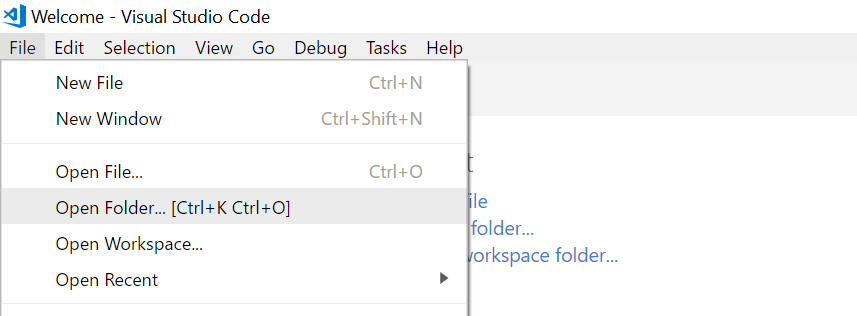 Welcome - Visual Studio Code
File Edit Selection View Go Debug Tasks Help
New File Ctrl+N
New Window Ctrl+Shift+N
Open File... Ctrl+O
Open Folder... [Ctrl+K Ctrl+O]
folder...
Open Workspace...
workspace folder...
Open Recent